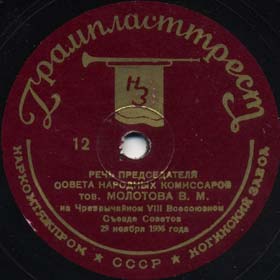 Грампласттрест
НЗ
12
РЕЧЬ ПРЕДСЕДАТЕЛЯ
СОВЕТА НАРОДНЫХ КОМИССАРОВ
тов. МОЛОТОВА В. М.
на Чрезвычайном VIII Всесоюзном
Съезде Советов
29 ноября 1936 года
НАРКОМТЯЖПРОМ ★ СССР ★ НОГИНСКИЙ ЗАВОД